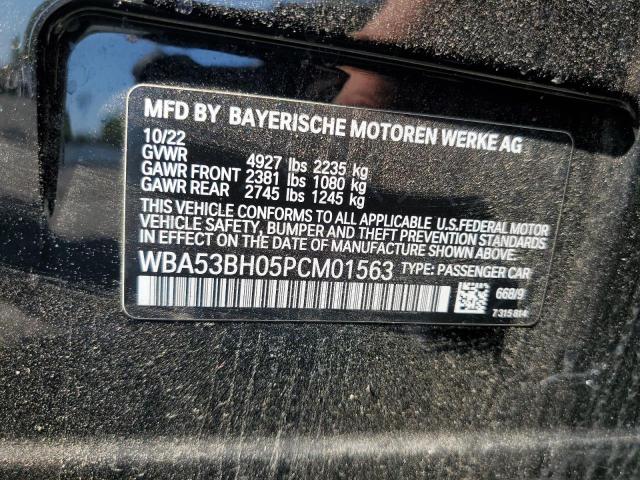 MFD BY BAYERISCHE MOTOREN WERKE AG
10/22
GVWR 4927 lbs 2235 kg
GAWR FRONT 2381 lbs 1080 kg
GAWR REAR 2745 lbs 1245 kg
THIS VEHICLE CONFORMS TO ALL APPLICABLE U.S.FEDERAL MOTOR
VEHICLE SAFETY, BUMPER AND THEFT PREVENTION STANDARDS
IN EFFECT ON THE DATE OF MANUFACTURE SHOWN
ABOVE.
WBA53BH05PCM01563 TYPE: PASSENGER CAR
668/9
7315814